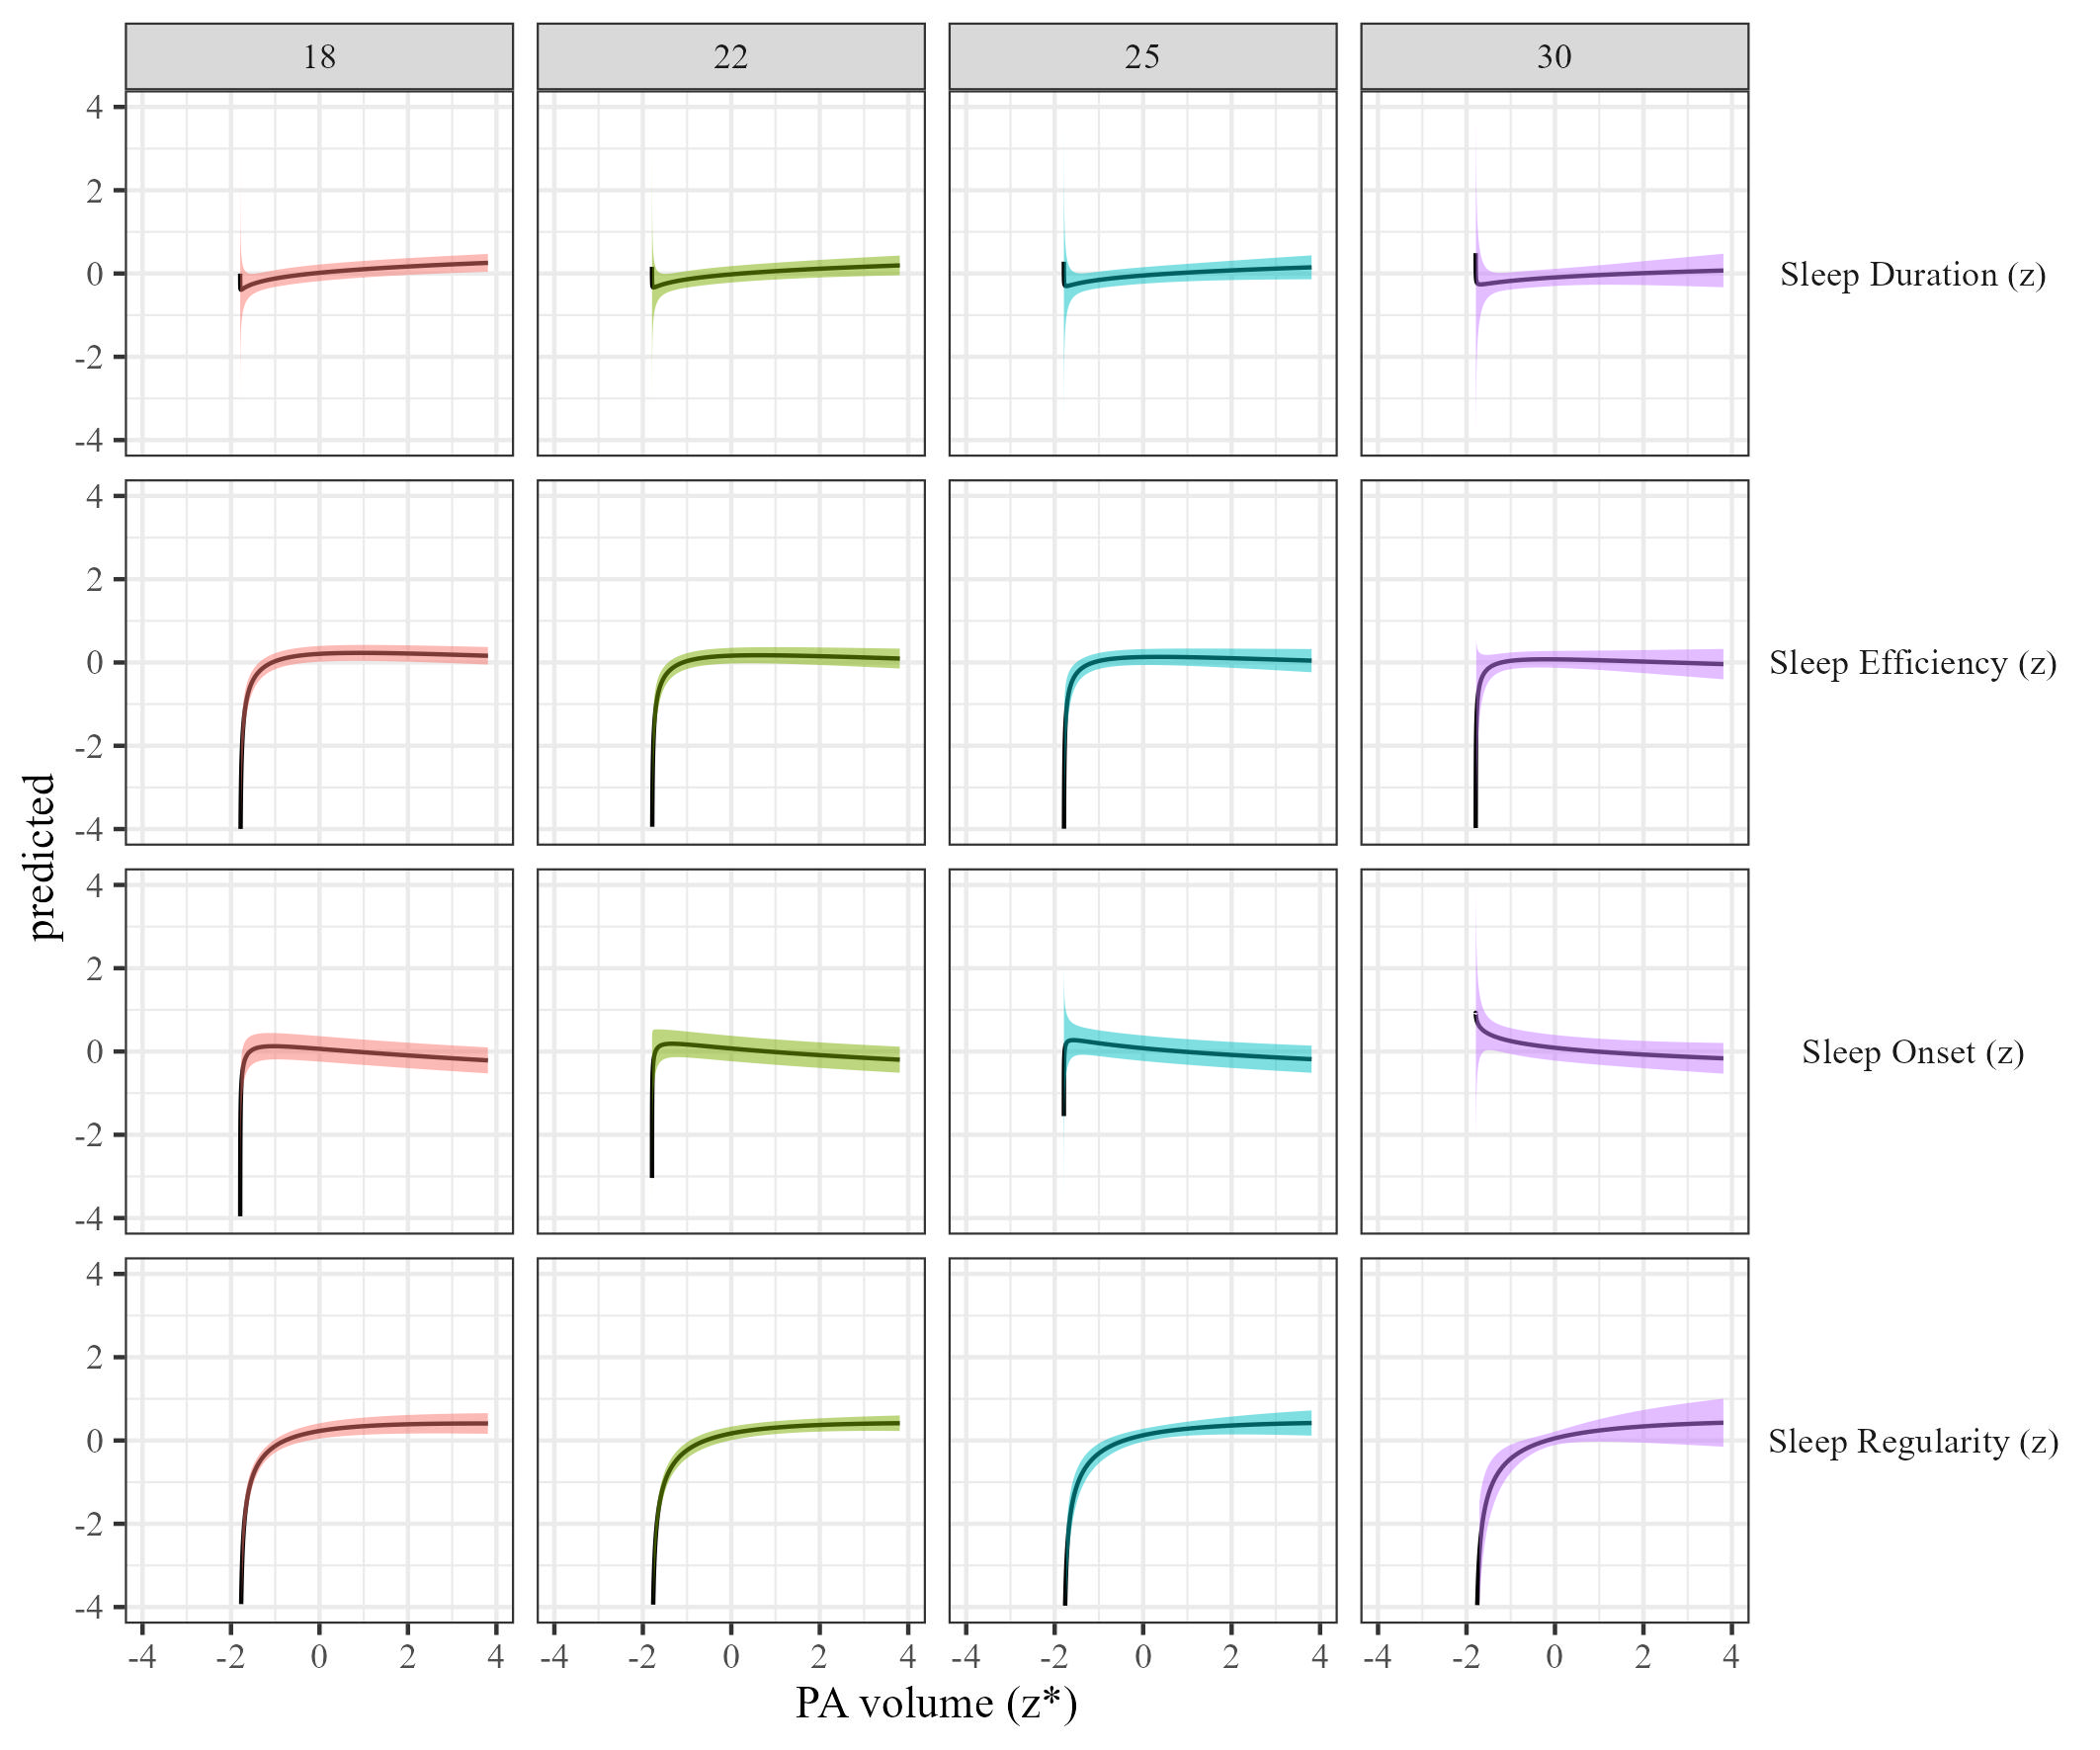 18 22 25 30
4
2
0
-2
-4
Sleep Duration (z)
4
2
0
-2
-4
Sleep Efficiency (z)
4
2
0
-2
-4
Sleep Onset (z)
4
2
0
-2
-4
Sleep Regularity (z)
predicted
-4 -2 0 2 4 -4 -2 0 2 4 -4 -2 0 2 4 -4 -2 0 2 4
PA volume (z*)